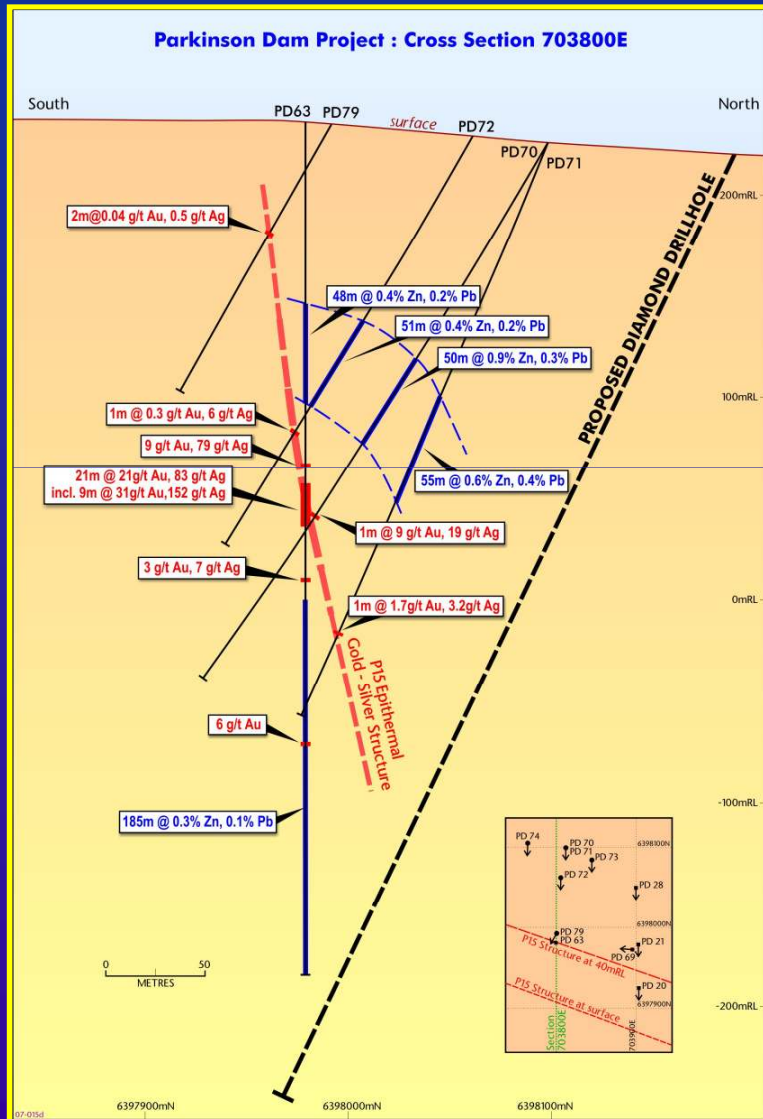 Parkinson Dam Project : Cross Section 703800E
South
North
PD63
PD79
surface
PD72
PD70
PD71
200mRL
2m@0.04 g/t Au, 0.5 g/t Ag
PROPOSED DIAMOND DRILLHOLE
48m @ 0.4% Zn, 0.2% Pb
51m @ 0.4% Zn, 0.2% Pb
50m @ 0.9% Zn, 0.3% Pb
100mRL
1m @ 0.3 g/t Au, 6 g/t Ag
9 g/t Au, 79 g/t Ag
21m @ 21g/t Au, 83 g/t Ag
incl. 9m @ 31g/t Au,152 g/t Ag
55m @ 0.6% Zn, 0.4% Pb
1m @ 9 g/t Au, 19 g/t Ag
3 g/t Au, 7 g/t Ag
0mRL
1m @ 1.7g/t Au, 3.2g/t Ag
P15 Epithermal
Gold - Silver Structure
6 g/t Au
-100mRL
185m @ 0.3% Zn, 0.1% Pb
PD 74
PD 70
PD 71
PD 73
6398100N
PD 72
PD 28
6398000N
PD 79
PD 63
PD 21
PD 69
P15 Structure at 40mRL
PD 20
6397900N
P15 Structure at surface
Section
703800E
703900E
0
50
METRES
-200mRL
6397900mN
6398000mN
6398100mN
07-015d